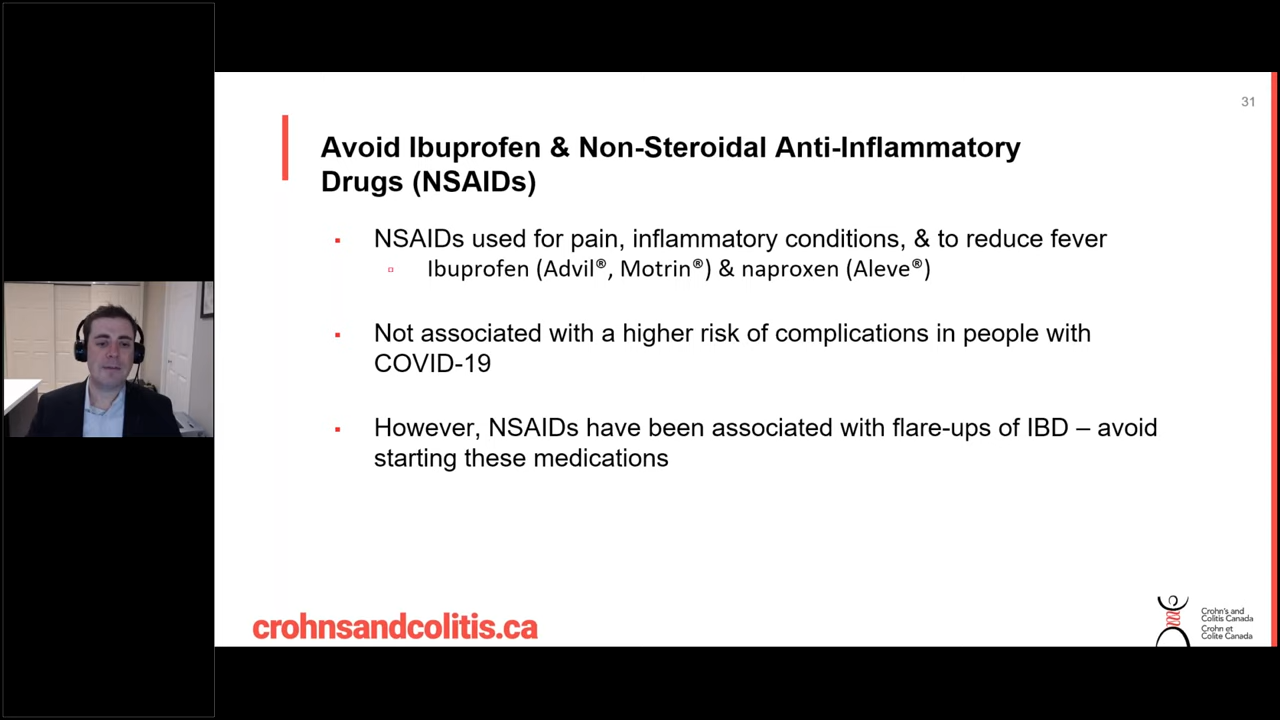 31
Avoid Ibuprofen & Non-Steroidal Anti-Inflammatory
Drugs (NSAIDs)
▪ NSAIDs used for pain, inflammatory conditions, & to reduce fever
▫ Ibuprofen (Advil®, Motrin®) & naproxen (Aleve®)
▪ Not associated with a higher risk of complications in people with
COVID-19
▪ However, NSAIDs have been associated with flare-ups of IBD – avoid
starting these medications
crohnsandcolitis.ca
Crohn's and
Colitis Canada
Crohn et
Colite Canada